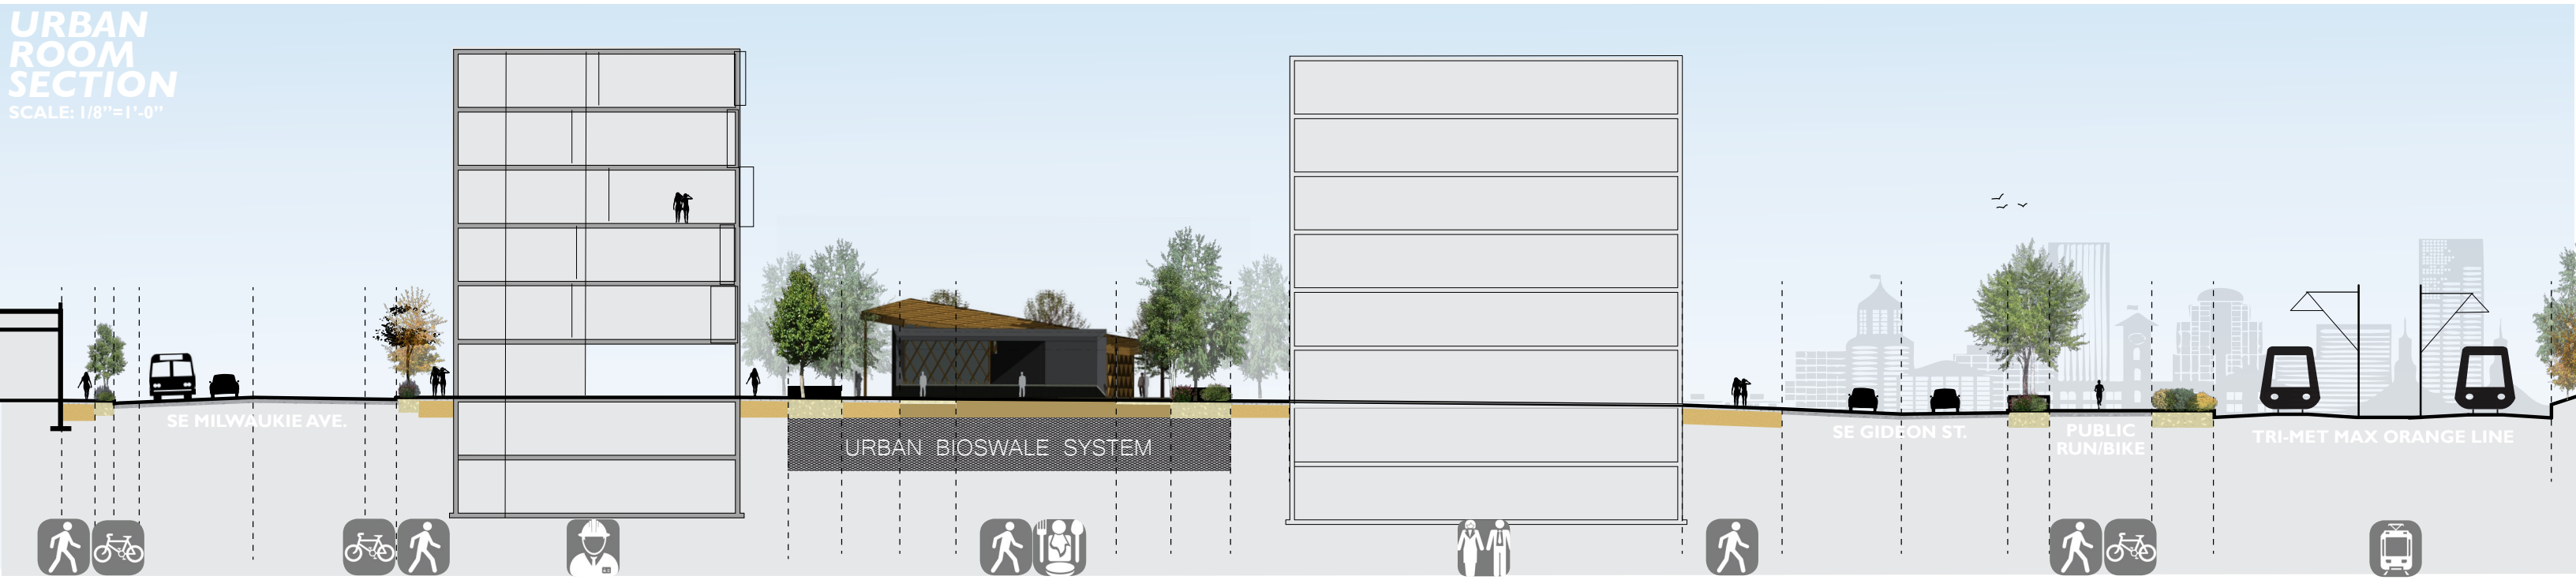 URBAN
ROOM
SECTION
SCALE: 1/8"=1'-0"
SE MILWAUKIE AVE.
URBAN BIOSWALE SYSTEM
SE GIDEON ST.
PUBLIC
RUN/BIKE
TRI-MET MAX ORANGE LINE